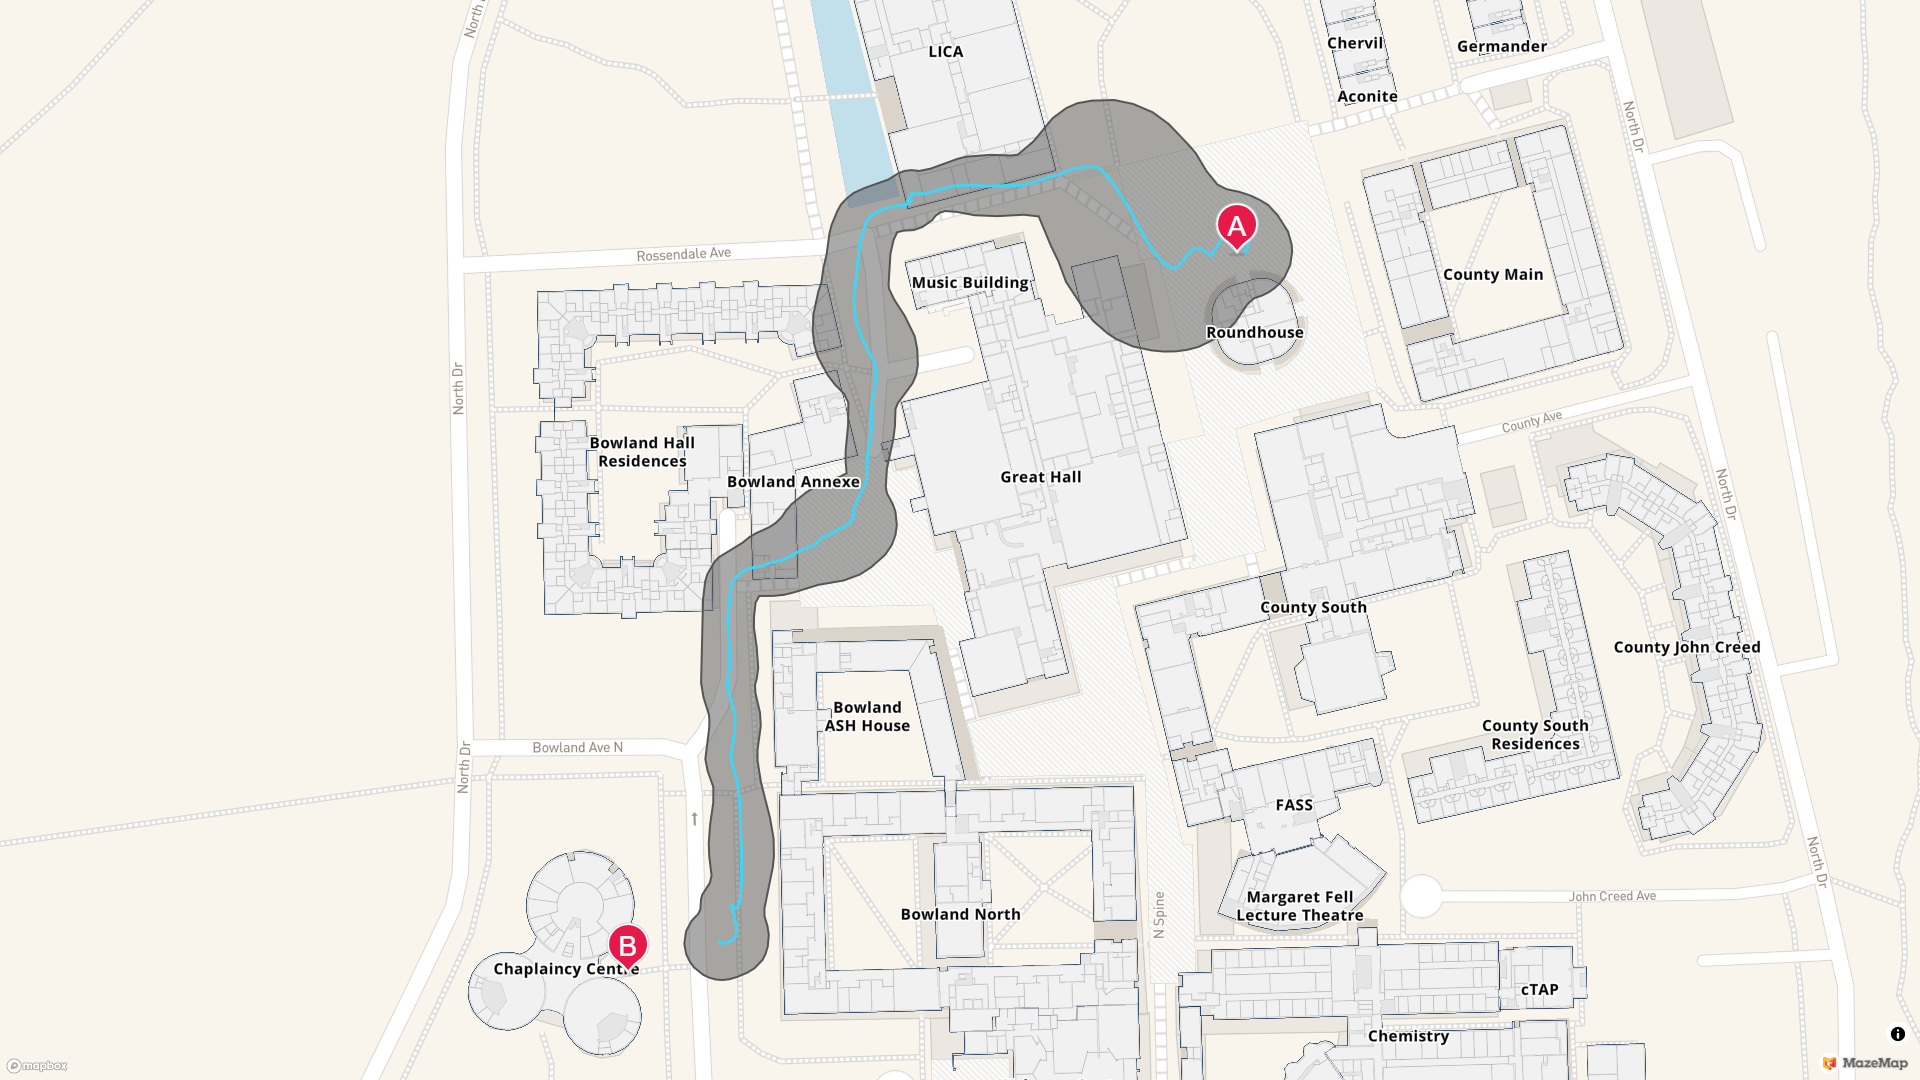 North D
LICA
Chervil
Germander
Aconite
North Dr
A
Rossendale Ave
Music Building
County Main
Roundhouse
North Dr
County Ave
Bowland Hall
Residences
Bowland Annexe
Great Hall
North Dr
County South
County John Creed
Bowland
ASH House
County South
Residences
Bowland Ave N
North Dr
FASS
North Dr
Margaret Fell
Lecture Theatre
John Creed Ave
Bowland North
N Spine
B
Chaplaincy Centre
cTAP
Chemistry
i
mapbox
MazeMap